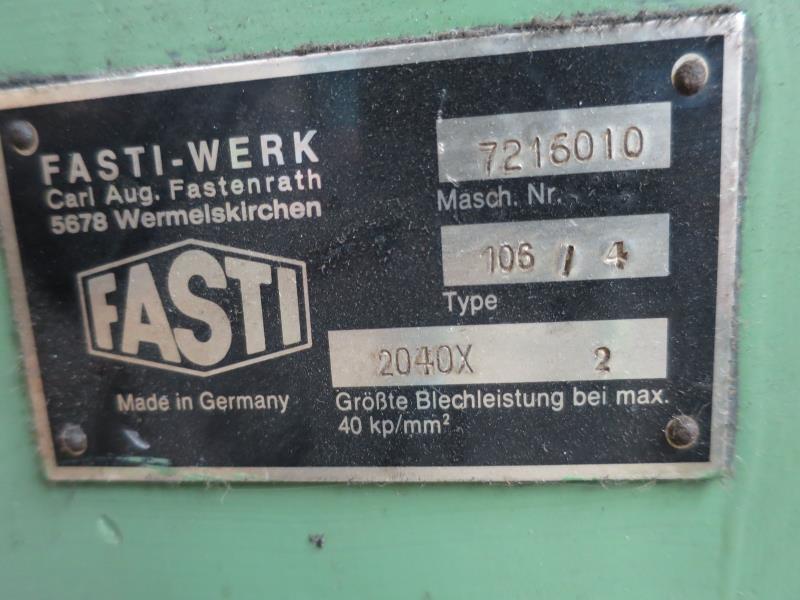 FASTI-WERK
Carl Aug. Fastenrath
5678 Wermelskirchen
FASTI
Made in Germany
7216010
Masch. Nr.
106 / 4
Type
2040X 2
Größte Blechleistung bei max.
40 kp/mm²